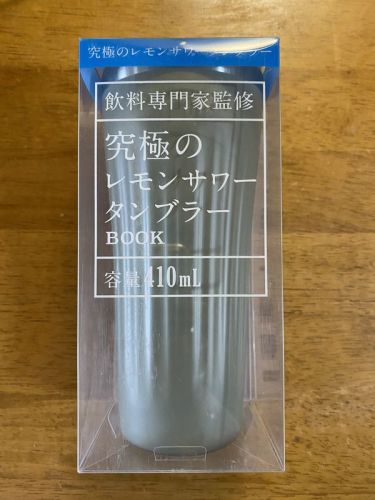 究極のレモンサワータンブラー
飲料専門家監修
究極の
レモンサワー
タンブラー
BOOK
容量410mL